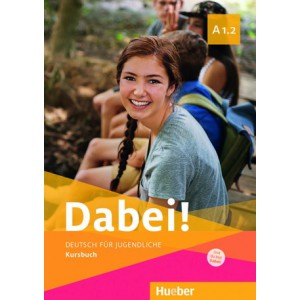 A1.2
Dabei!
DEUTSCH FÜR JUGENDLICHE
Kursbuch
Hueber